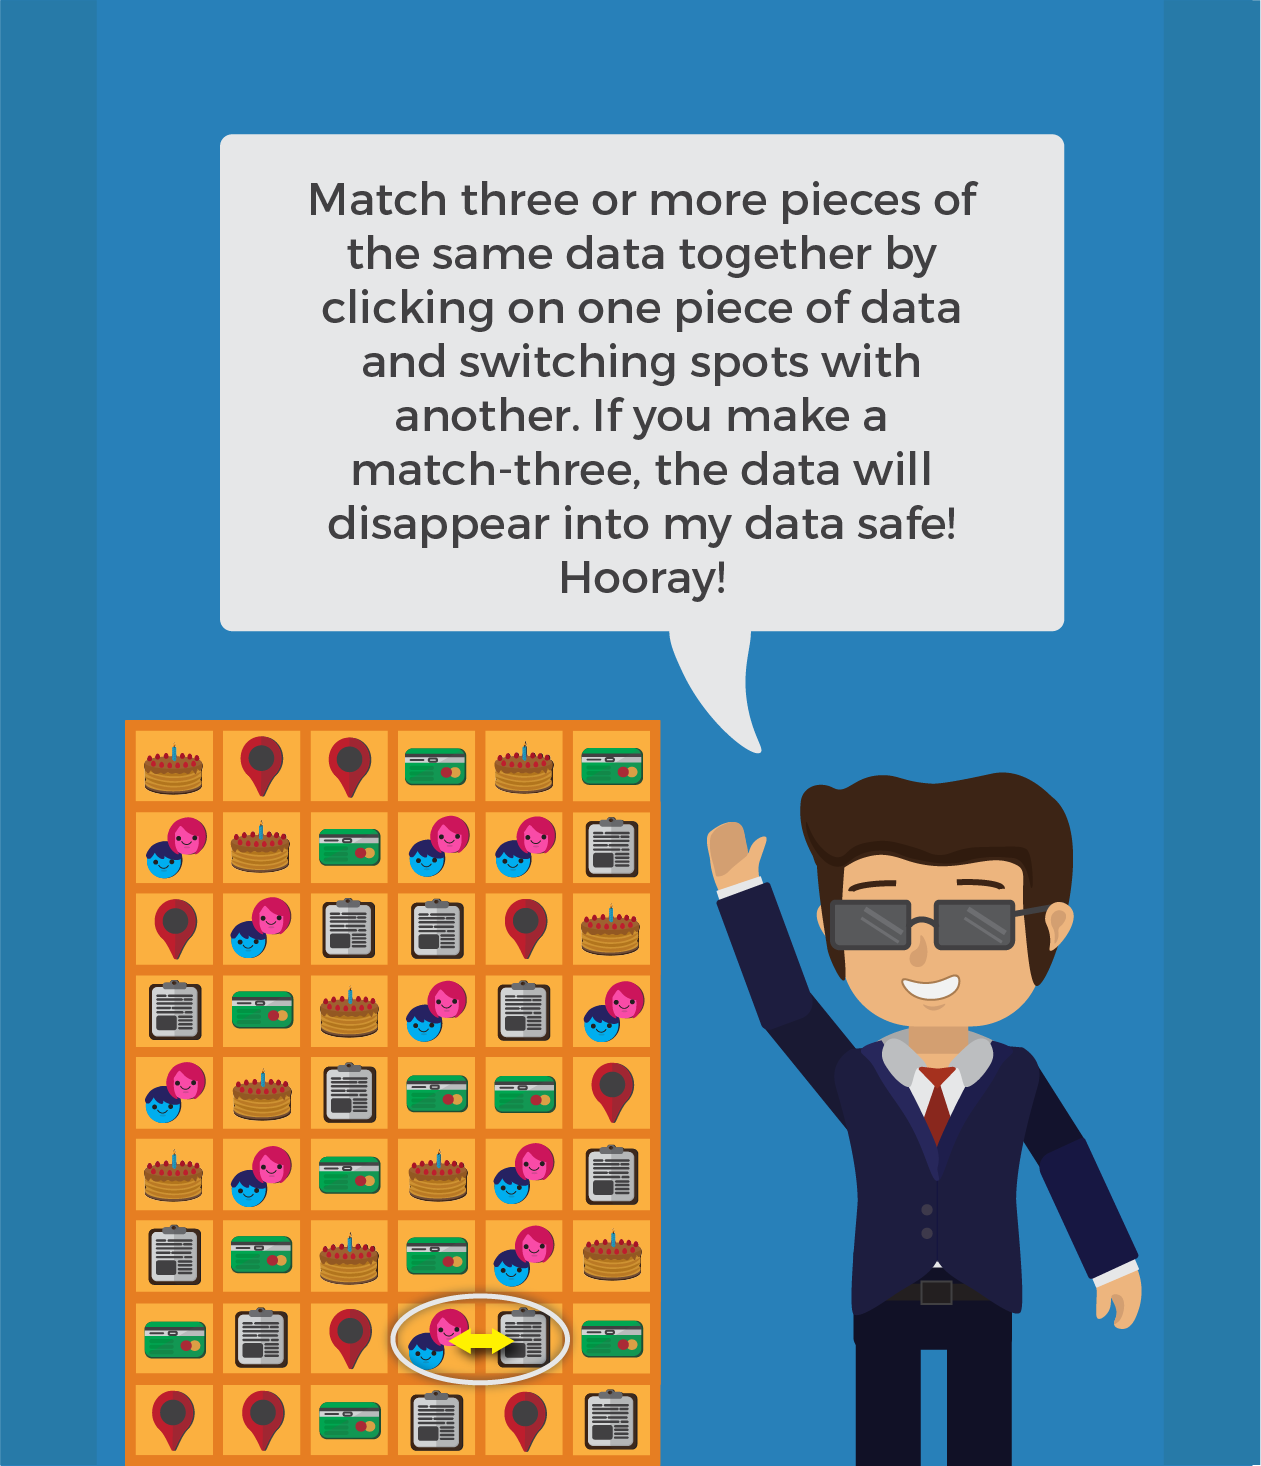 Match three or more pieces of
the same data together by
clicking on one piece of data
and switching spots with
another. If you make a
match-three, the data will
disappear into my data safe!
Hooray!